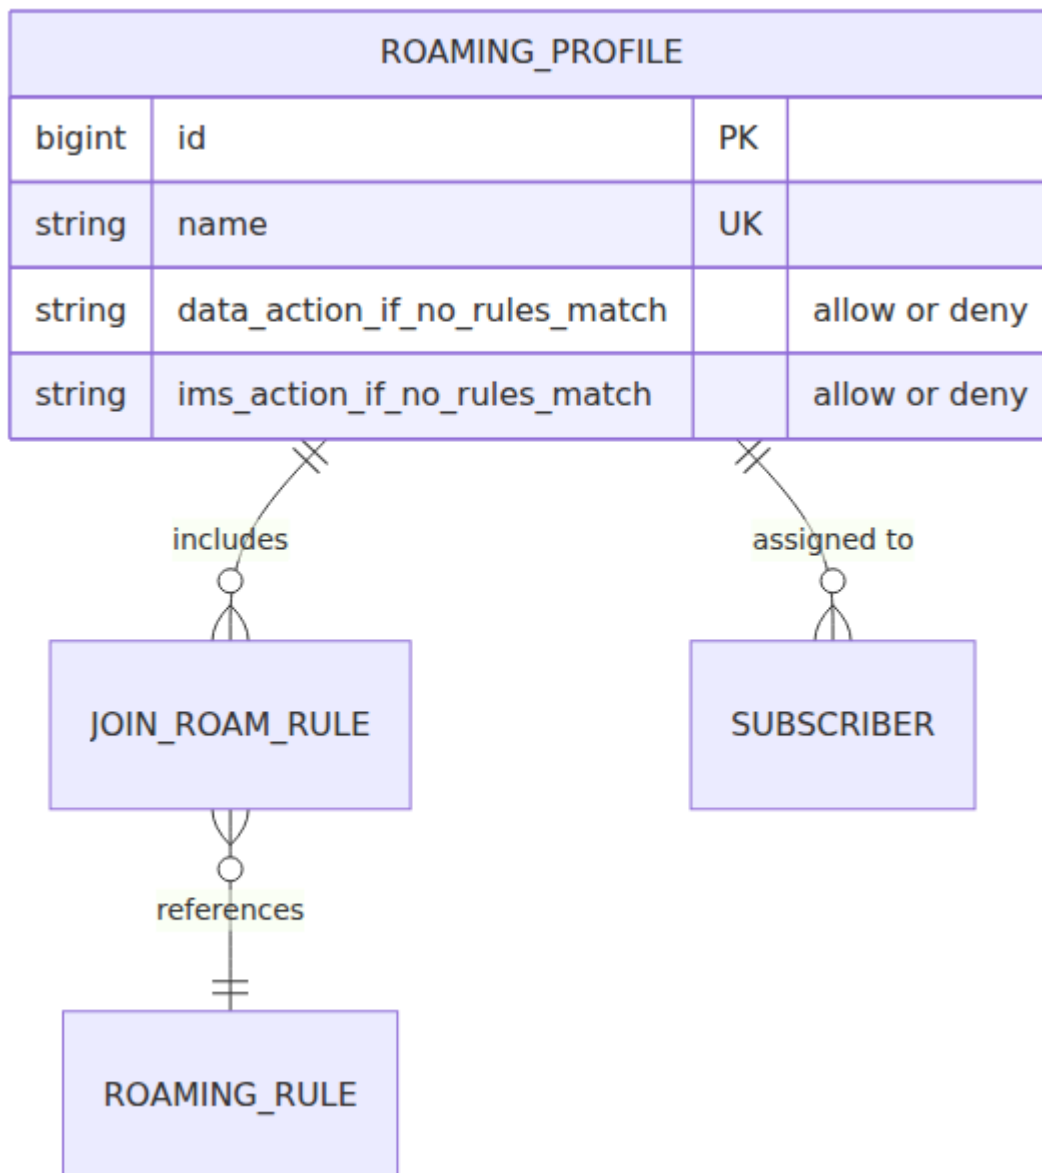 ROAMING_PROFILE
bigint id PK
string name UK
string data_action_if_no_rules_match allow or deny
string ims_action_if_no_rules_match allow or deny
includes assigned to
JOIN_ROAM_RULE SUBSCRIBER
references
ROAMING_RULE